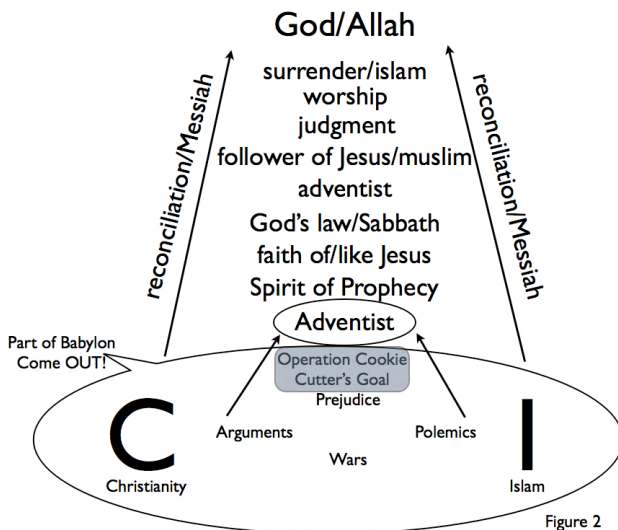 God/Allah
surrender/islam
worship
judgment
follower of Jesus/muslim
adventist
God's law/Sabbath
faith of/like Jesus
Spirit of Prophecy
reconciliation/Messiah
reconciliation/Messiah
Adventist
Part of Babylon
Come OUT!
Operation Cookie
Cutter's Goal
Prejudice
Arguments
Polemics
Wars
C
Christianity
I
Islam
Figure 2